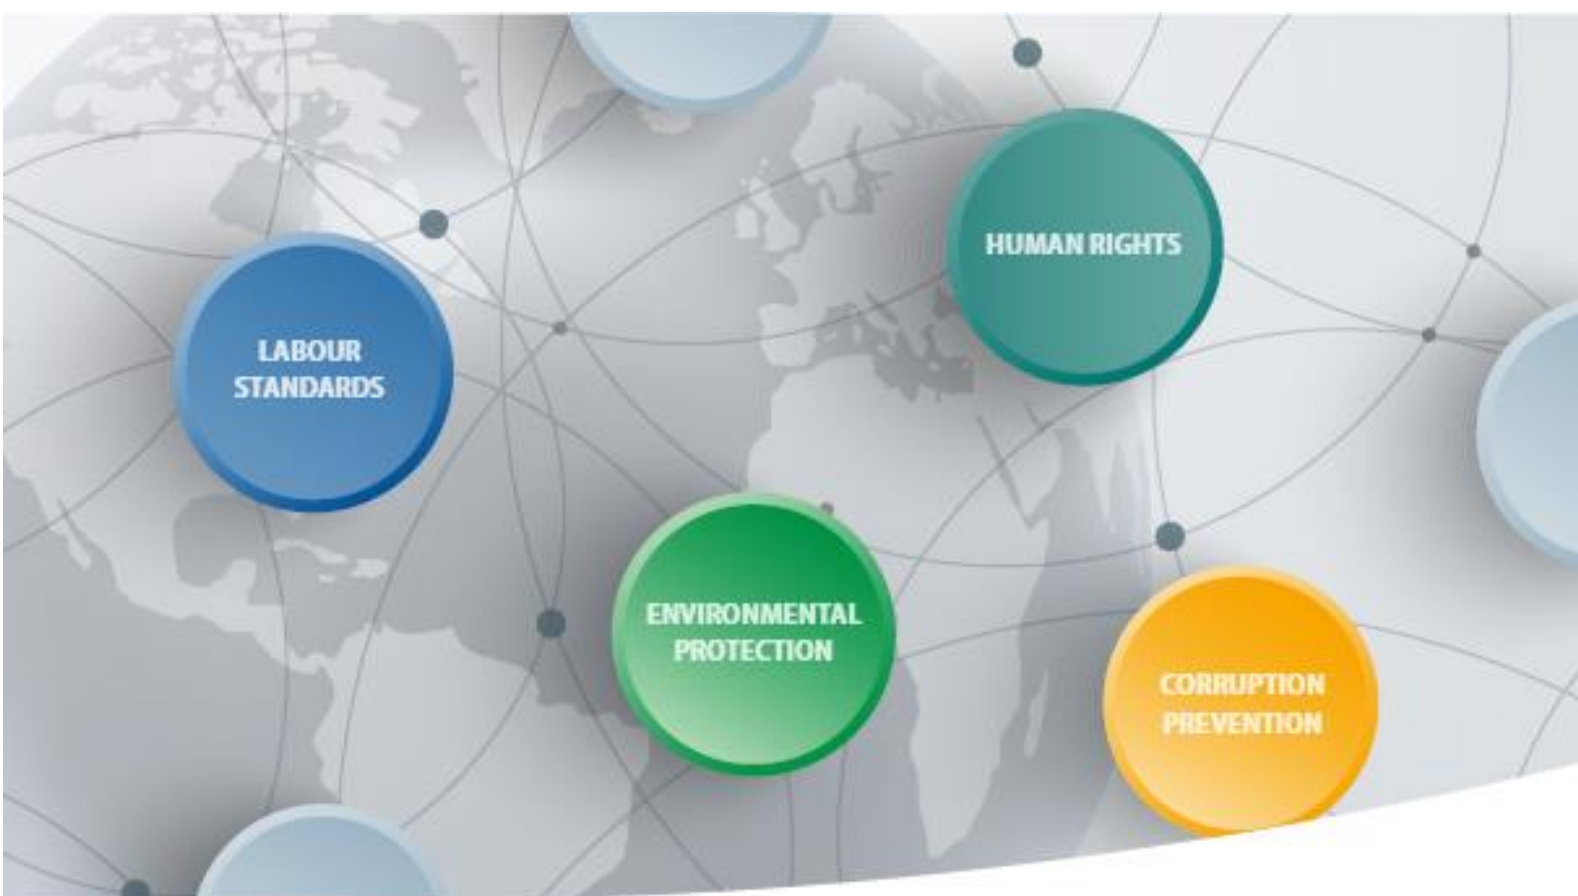 HUMAN RIGHTS
LABOUR
STANDARDS
ENVIRONMENTAL
PROTECTION
CORRUPTION
PREVENTION